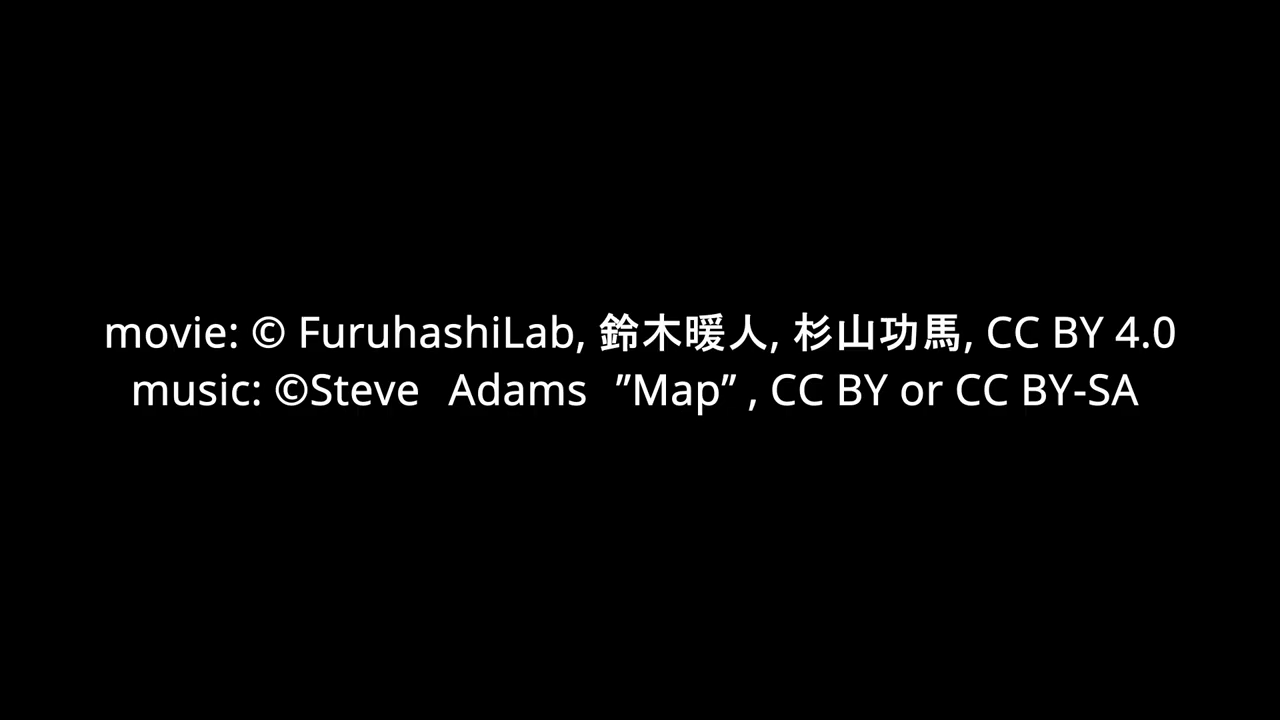 movie: © FuruhashiLab, 鈴木暖人, 杉山功馬, CC BY 4.0
music: ©Steve Adams ”Map” , CC BY or CC BY-SA